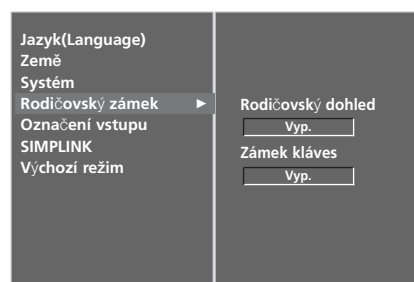 Jazyk(Language)
Země
Systém
Rodičovský zámek ►
Označení vstupu
SIMPLINK
Výchozí režim
Rodičovský dohled
Vyp.
Zámek kláves
Vyp.